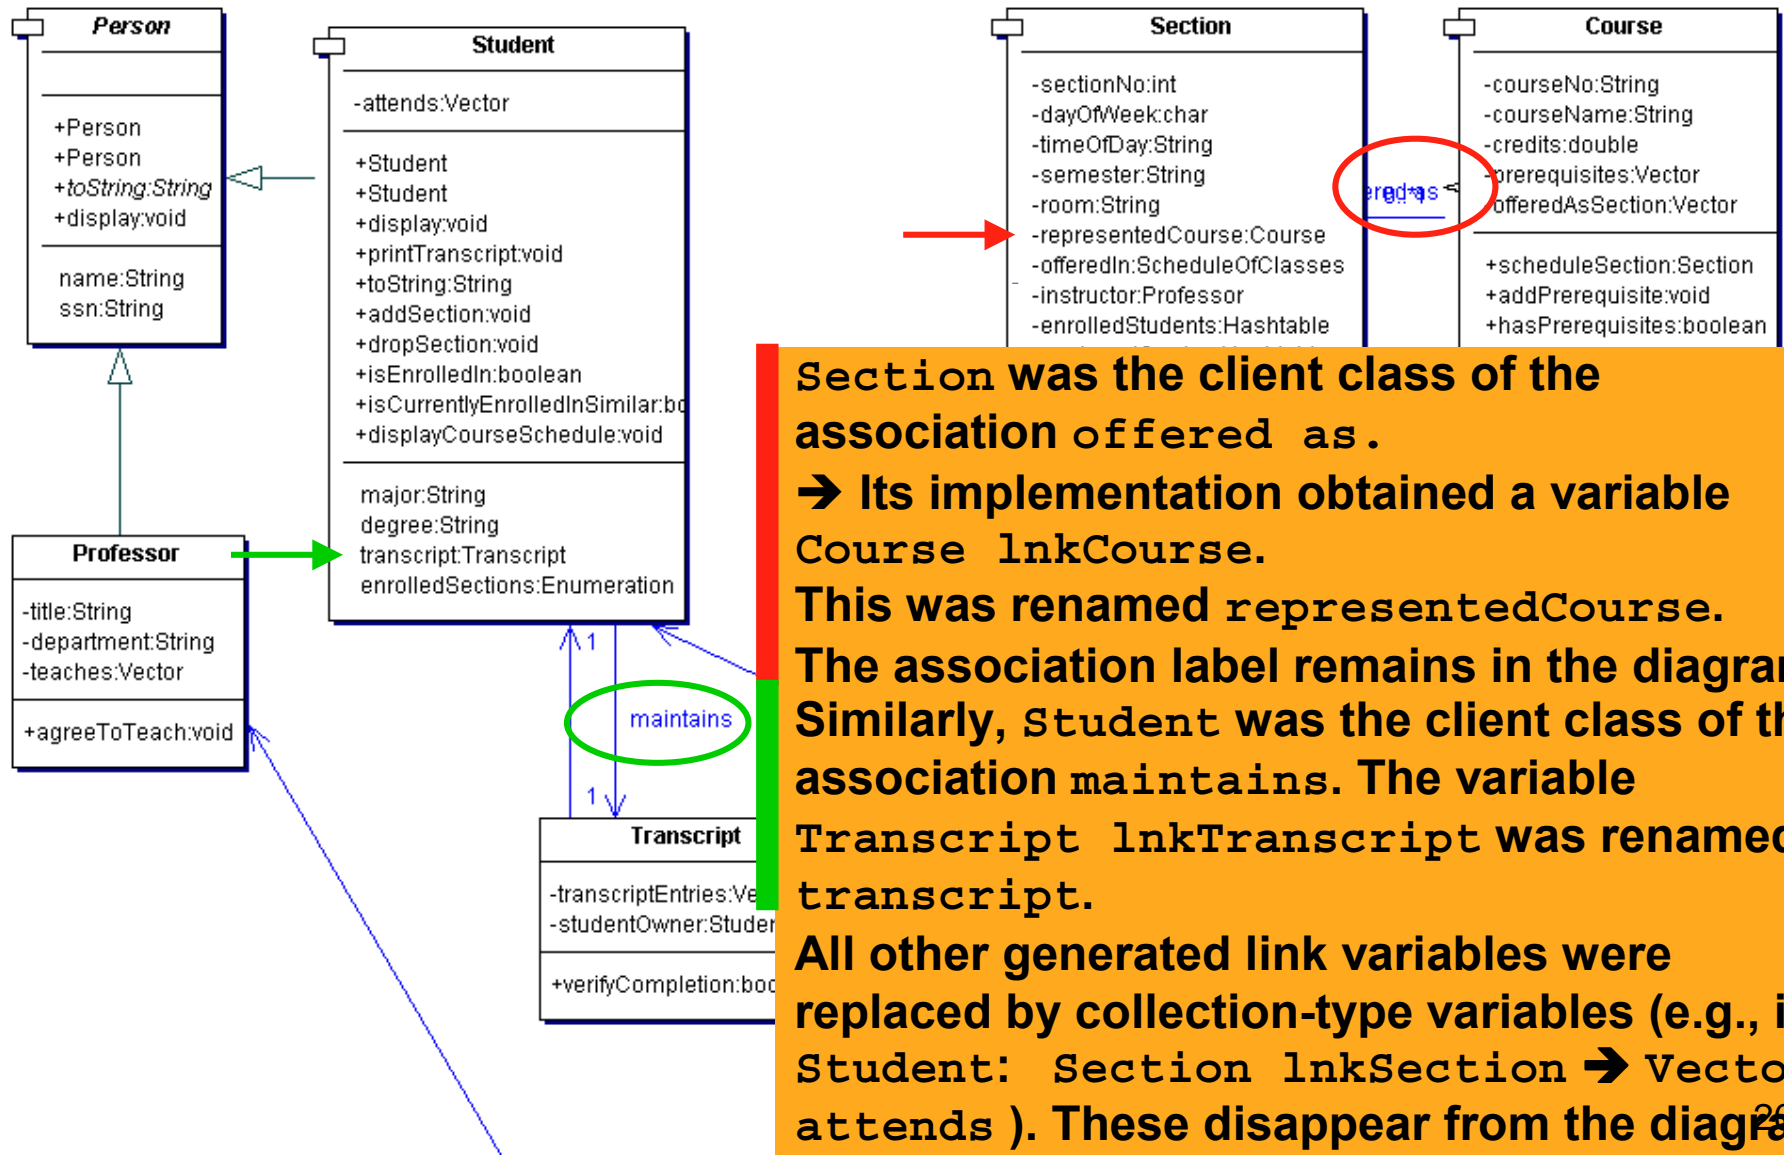 Person
+Person
+Person
+toString:String
+display:void
name:String
ssn:String
Student
-attends:Vector
+Student
+Student
+display:void
+printTranscript:void
+toString:String
+addSection:void
+dropSection:void
+isEnrolledIn:boolean
+isCurrentlyEnrolledInSimilar:bo
+displayCourseSchedule:void
major:String
degree:String
transcript:Transcript
enrolledSections:Enumeration
Section
-sectionNo:int
-dayOfWeek:char
-timeOfDay:String
-semester:String
-room:String
-representedCourse:Course
-offeredIn:ScheduleOfClasses
-instructor:Professor
-enrolledStudents:Hashtable
Course
-courseNo:String
-courseName:String
-credits:double
-prerequisites:Vector
-offeredAsSection:Vector
+scheduleSection:Section
+addPrerequisite:void
+hasPrerequisites:boolean
Professor
-title:String
-department:String
-teaches:Vector
+agreeToTeach:void
1
maintains
1
Transcript
-transcriptEntries:Ve
-studentOwner:Studen
+verifyCompletion:boo
Section was the client class of the
association offered as.
➔ Its implementation obtained a variable
Course lnkCourse.
This was renamed representedCourse.
The association label remains in the diagram
Similarly, Student was the client class of th
association maintains. The variable
Transcript lnkTranscript was renamed
transcript.
All other generated link variables were
replaced by collection-type variables (e.g., i
Student: Section lnkSection ➔ Vecto
attends ). These disappear from the diagra